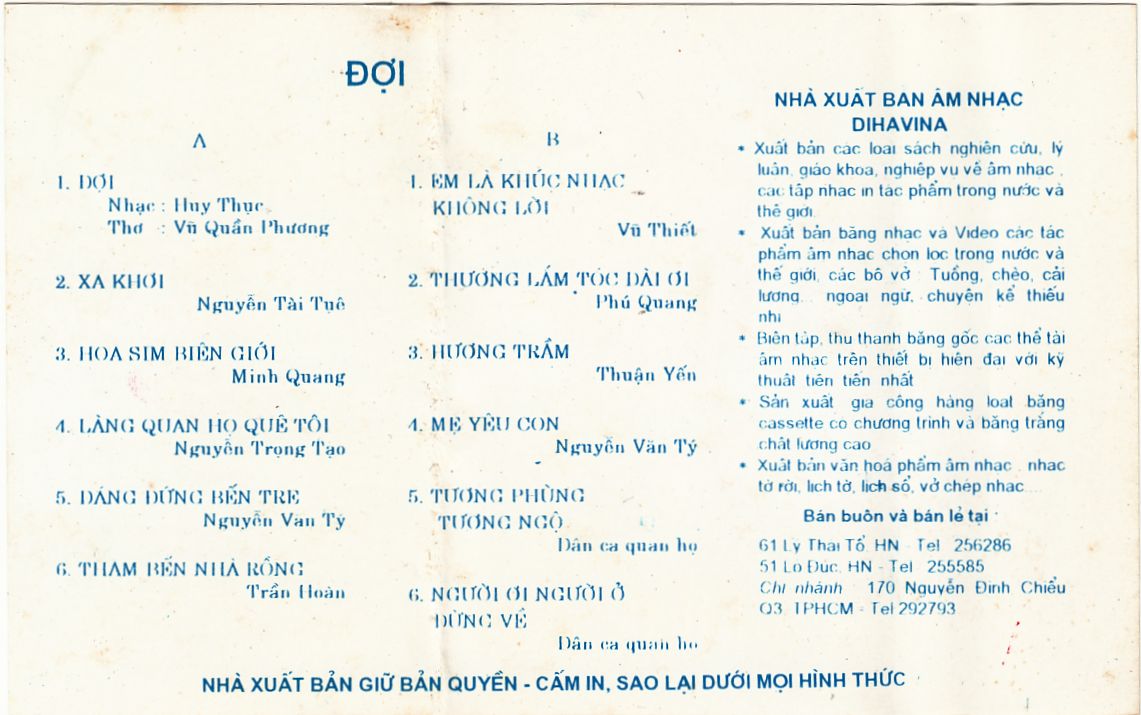 ĐỢI
A
1. ĐỢI
Nhạc : Huy Thục
Thơ : Vũ Quần Phương
2. XA KHƠI
Nguyễn Tài Tuệ
3. HOA SIM BIÊN GIỚI
Minh Quang
4. LÀNG QUAN HỌ QUÊ TÔI
Nguyễn Trọng Tạo
5. DÁNG ĐỨNG BẾN TRE
Nguyễn Văn Tý
6. THĂM BẾN NHÀ RỒNG
Trần Hoàn
B
1. EM LÀ KHÚC NHẠC
KHÔNG LỜI
Vũ Thiết
2. THƯƠNG LẮM TÓC DÀI ƠI
Phú Quang
3. HƯƠNG TRẦM
Thuận Yến
4. MẸ YÊU CON
Nguyễn Văn Tý
5. TƯƠNG PHÙNG
TƯƠNG NGỘ
Dân ca quan họ
6. NGƯỜI ƠI NGƯỜI Ở
ĐỪNG VỀ
Dân ca quan họ
NHÀ XUẤT BAN ÂM NHẠC
DIHAVINA
* Xuất bản các loại sách nghiên cứu, lý
luận, giáo khoa, nghiệp vụ về âm nhạc ,
các tập nhạc in tác phẩm trong nước và
thế giới.
* Xuất bản băng nhạc và Video các tác
phẩm âm nhạc chọn lọc trong nước và
thế giới, các bộ vở : Tuồng, chèo, cải
lương... ngoại ngữ, chuyện kể thiếu
nhi
* Biên tập, thu thanh băng gốc các thể tài
âm nhạc trên thiết bị hiện đại với kỹ
thuật tiên tiến nhất
* Sản xuất gia công hàng loạt băng
cassette có chương trình và băng trắng
chất lượng cao
* Xuất bản văn hoá phẩm âm nhạc , nhạc
tờ rời, lịch tờ, lịch sổ, vở chép nhạc....
Bán buôn và bán lẻ tại :
61 Lý Thái Tổ. HN - Tel 256286
51 Lò Đúc. HN - Tel 255585
Chi nhánh 170 Nguyễn Đình Chiểu
Q3. TPHCM - Tel 292793
NHÀ XUẤT BẢN GIỮ BẢN QUYỀN - CẤM IN, SAO LẠI DƯỚI MỌI HÌNH THỨC